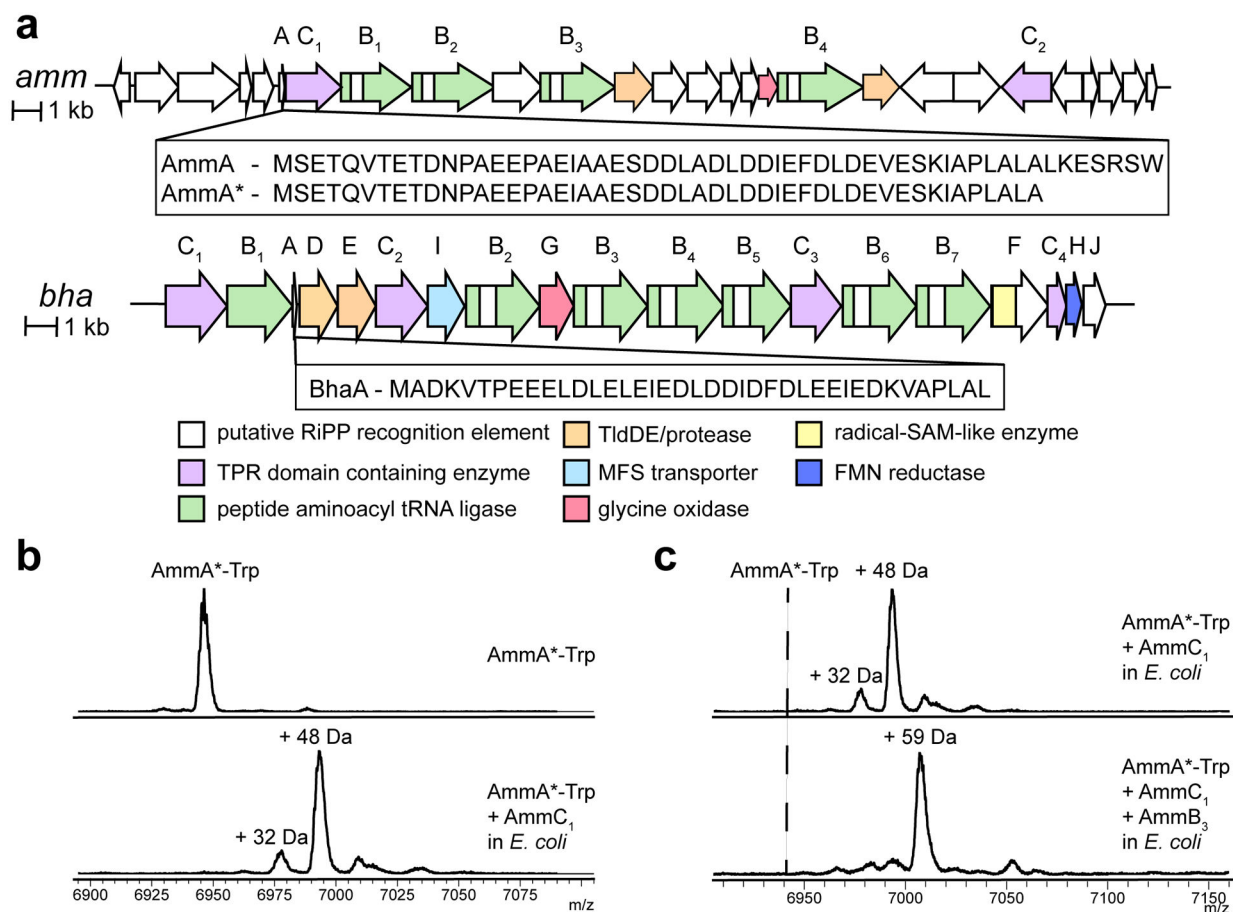 a
A C₁ B₁ B₂ B₃ B₄ C₂
amm
1 kb
AmmA - MSETQVTETDNPAEEPAEIAAESDDLADLDDIEFDLDEVESKIAPLALALKESRSW
AmmA* - MSETQVTETDNPAEEPAEIAAESDDLADLDDIEFDLDEVESKIAPLALA
C₁ B₁ A D E C₂ I B₂ G B₃ B₄ B₅ C₃ B₆ B₇ F C₄ H J
bha
1 kb
BhaA - MADKVTPEEELDLELEIEDLDDIDFDLEEIEDKVAPLAL
putative RiPP recognition element
TPR domain containing enzyme
peptide aminoacyl tRNA ligase
TldDE/protease
MFS transporter
glycine oxidase
radical-SAM-like enzyme
FMN reductase
b
AmmA*-Trp
AmmA*-Trp
+ 48 Da
+ 32 Da
AmmA*-Trp
+ AmmC₁
in E. coli
6900 6925 6950 6975 7000 7025 7050 7075 m/z
c
AmmA*-Trp + 48 Da
+ 32 Da
AmmA*-Trp
+ AmmC₁
in E. coli
+ 59 Da
AmmA*-Trp
+ AmmC₁
+ AmmB₃
in E. coli
6950 7000 7050 7100 7150 m/z